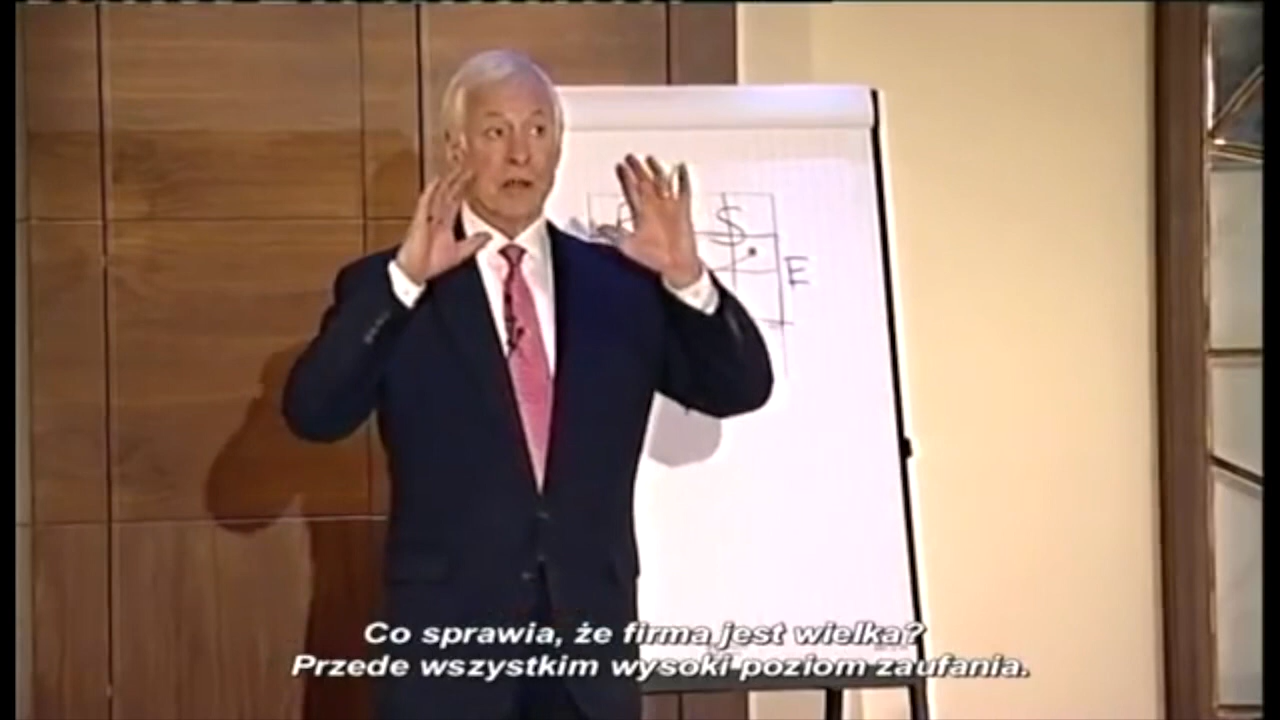 S
E
Co sprawia, że firma jest wielka?
Przede wszystkim wysoki poziom zaufania.